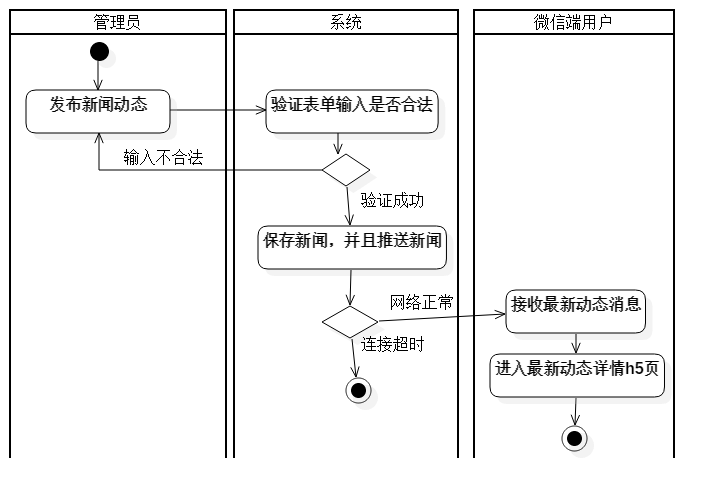 管理员
系统
微信端用户
发布新闻动态
验证表单输入是否合法
输入不合法
验证成功
保存新闻，并且推送新闻
网络正常
接收最新动态消息
连接超时
进入最新动态详情h5页